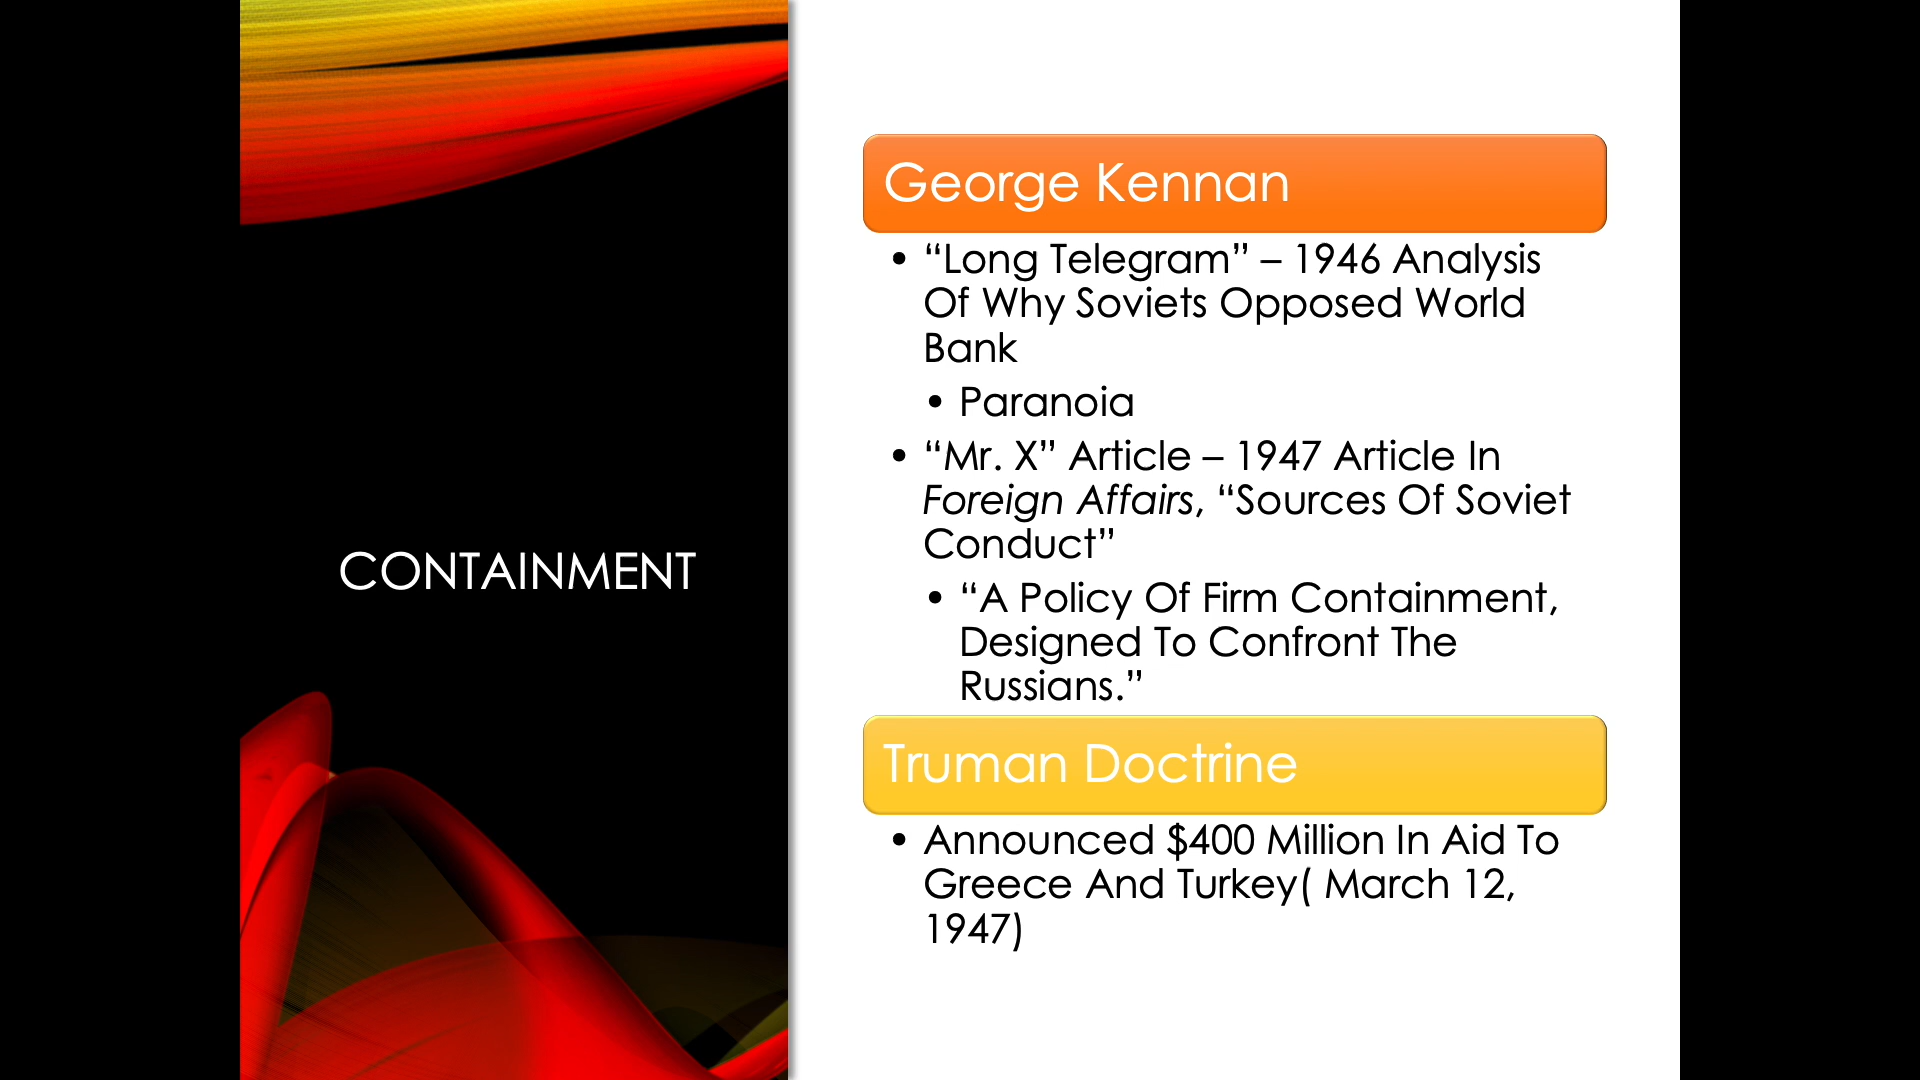 CONTAINMENT
George Kennan
• “Long Telegram” – 1946 Analysis
Of Why Soviets Opposed World
Bank
• Paranoia
• “Mr. X” Article – 1947 Article In
Foreign Affairs, “Sources Of Soviet
Conduct”
• “A Policy Of Firm Containment,
Designed To Confront The
Russians.”
Truman Doctrine
• Announced $400 Million In Aid To
Greece And Turkey( March 12,
1947)